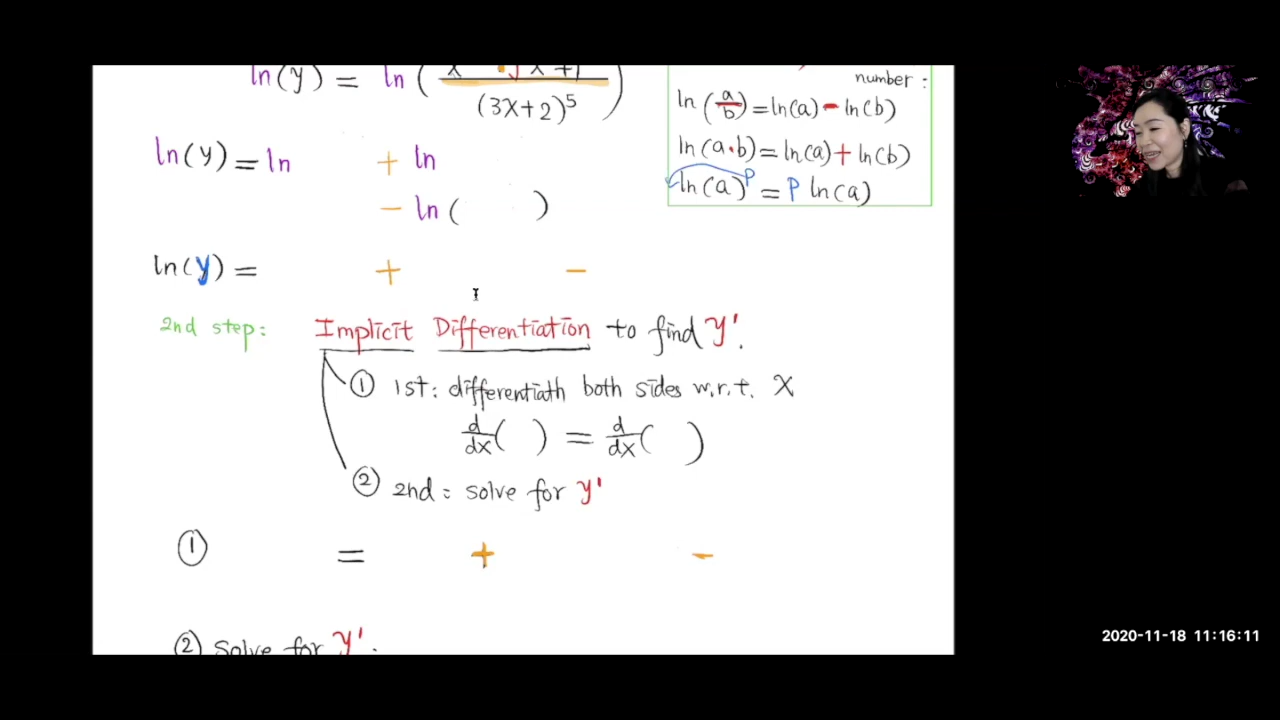 ln(y) = ln ( )
(3x+2)^5
number :
ln(a/b) = ln(a) - ln(b)
ln(a•b) = ln(a) + ln(b)
ln(a)^P = P ln(a)
ln(y) = ln + ln
- ln( )
ln(y) = + -
2nd step: Implicit Differentiation to find y'.
① 1st: differentiath both sides w.r.t. X
d/dx( ) = d/dx( )
② 2nd: solve for y'
① = + -
② Solve for y'.
2020-11-18 11:16:11